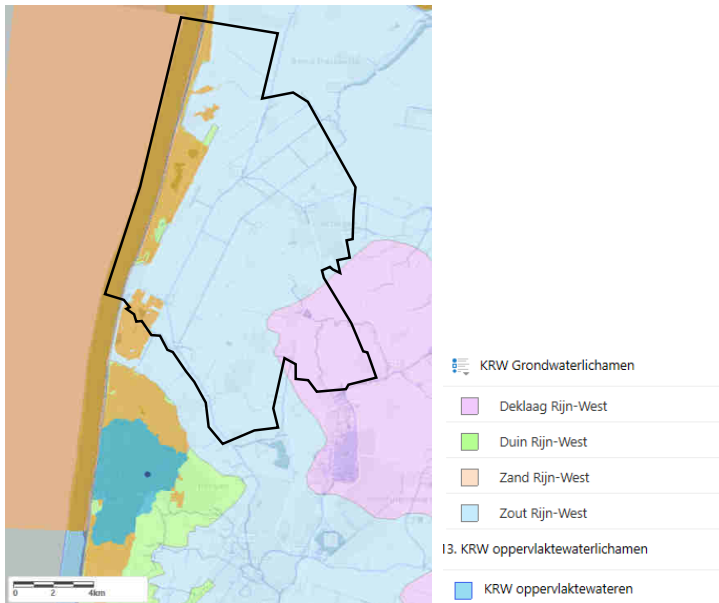 KRW Grondwaterlichamen
Deklaag Rijn-West
Duin Rijn-West
Zand Rijn-West
Zout Rijn-West
13. KRW oppervlaktewaterlichamen
KRW oppervlaktewateren
0 2 4km